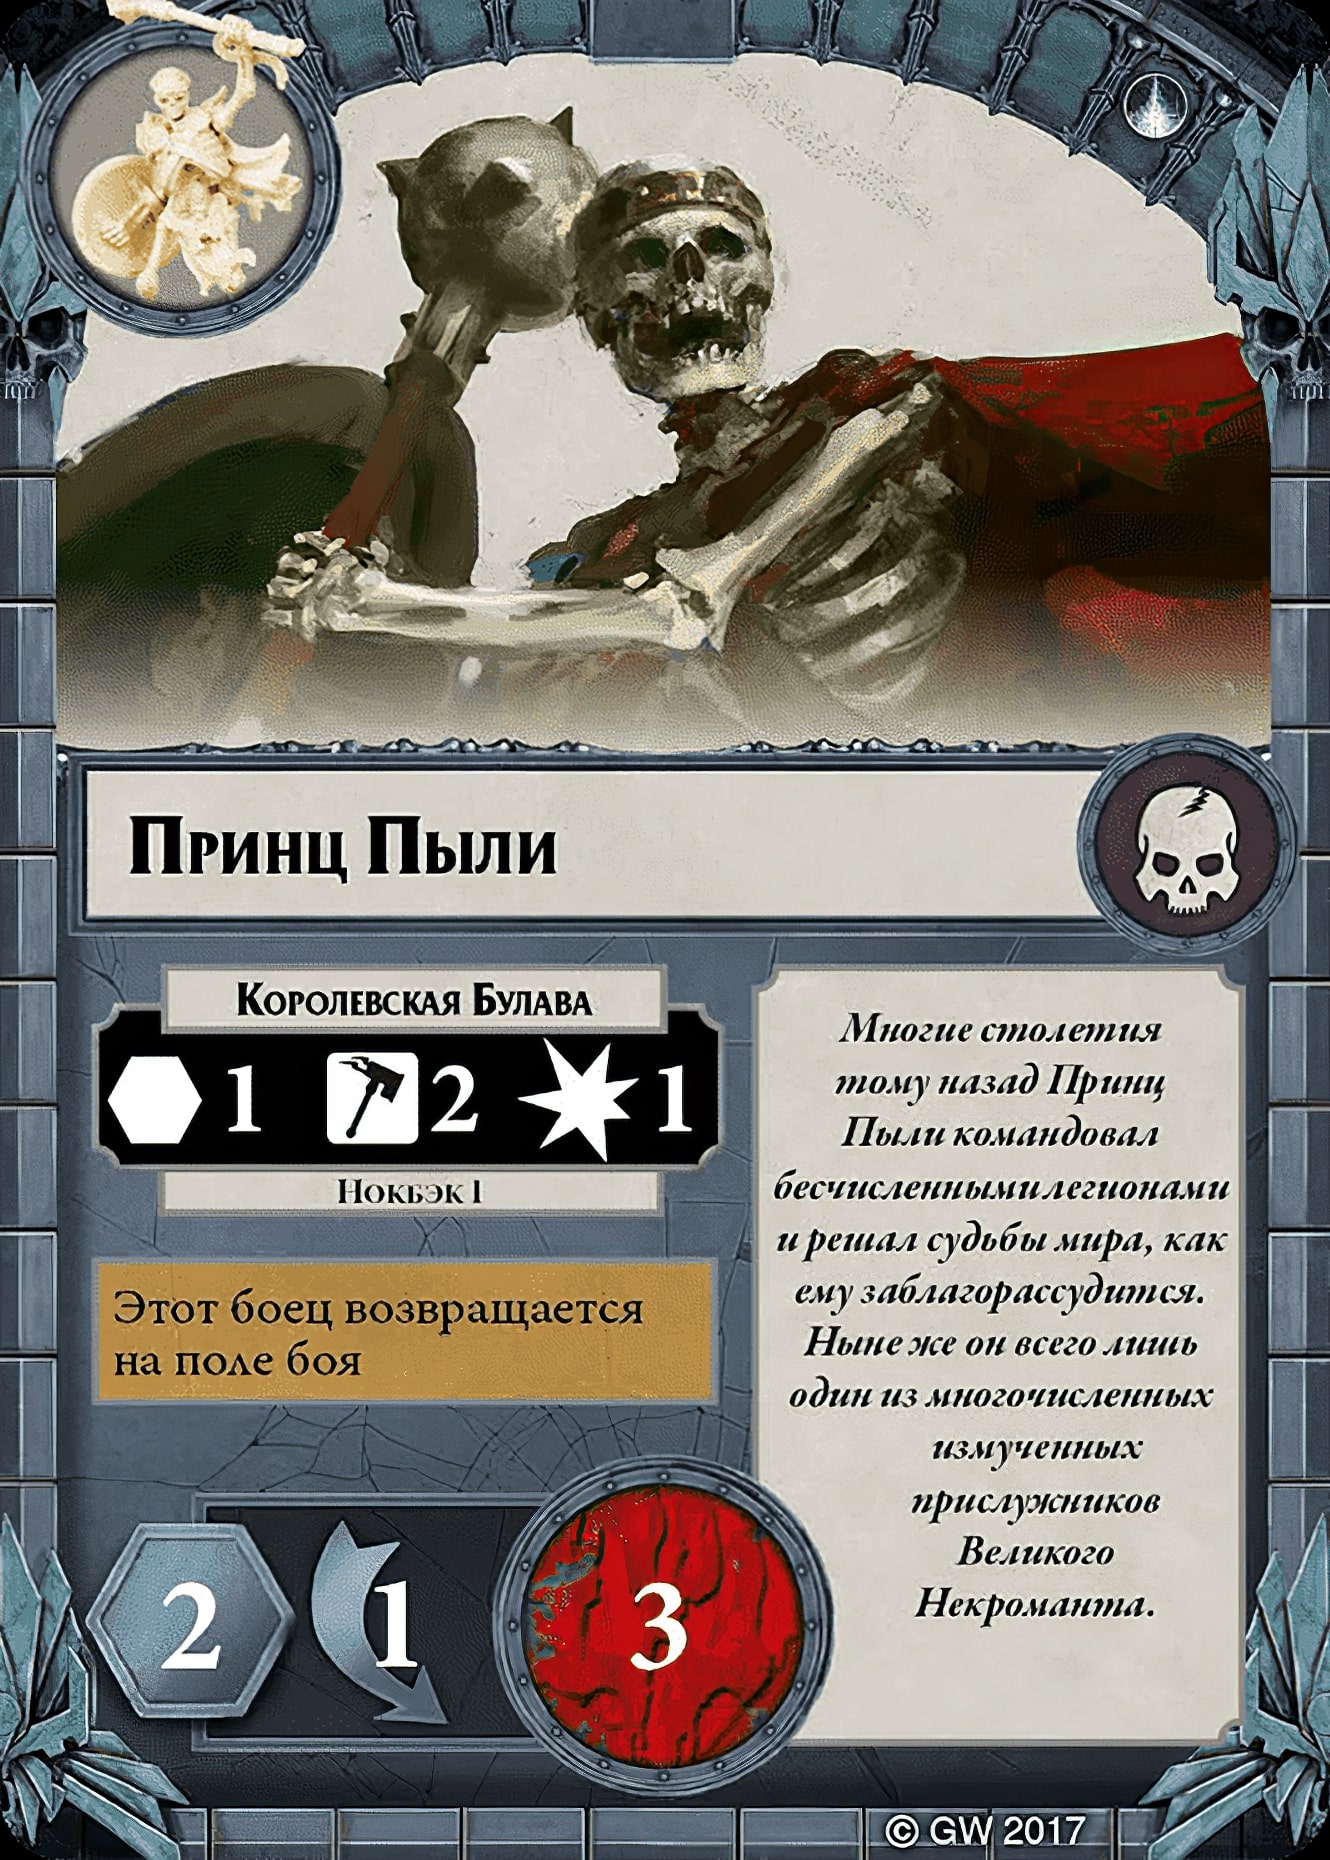 Принц Пыли
Королевская Булава
1 2 1
Нокбэк 1
Этот боец возвращается
на поле боя
2 1 3
Многие столетия
тому назад Принц
Пыли командовал
бесчисленными легионами
и решал судьбы мира, как
ему заблагорассудится.
Ныне же он всего лишь
один из многочисленных
измученных
прислужников
Великого
Некроманта.
© GW 2017